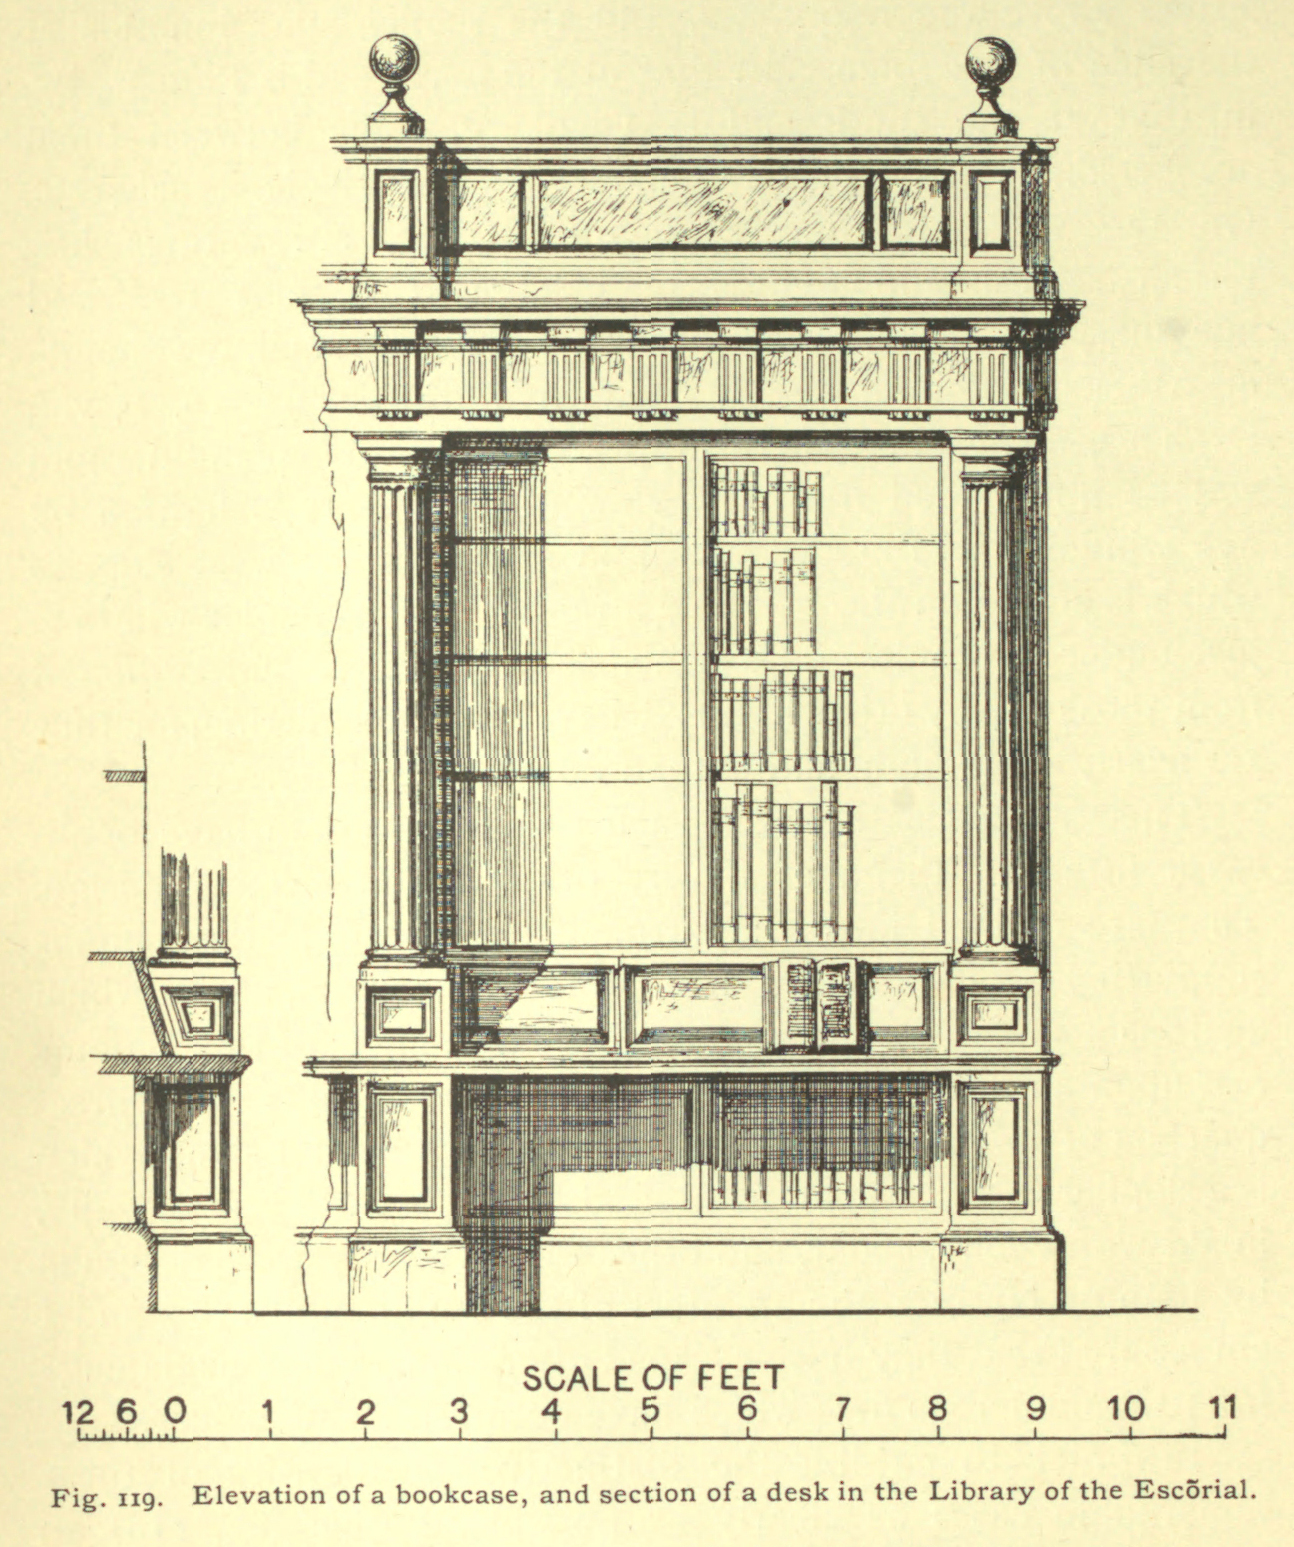 SCALE OF FEET
12 6 0 1 2 3 4 5 6 7 8 9 10 11
Fig. 119. Elevation of a bookcase, and section of a desk in the Library of the Escõrial.